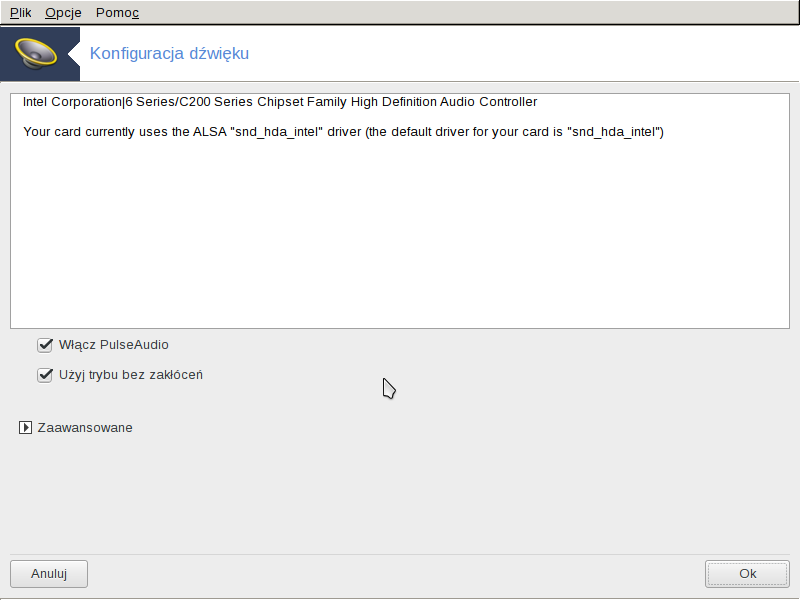 Plik Opcje Pomoc
Konfiguracja dźwięku
Intel Corporation|6 Series/C200 Series Chipset Family High Definition Audio Controller
Your card currently uses the ALSA "snd_hda_intel" driver (the default driver for your card is "snd_hda_intel")
Włącz PulseAudio
Użyj trybu bez zakłóceń
Zaawansowane
Anuluj Ok